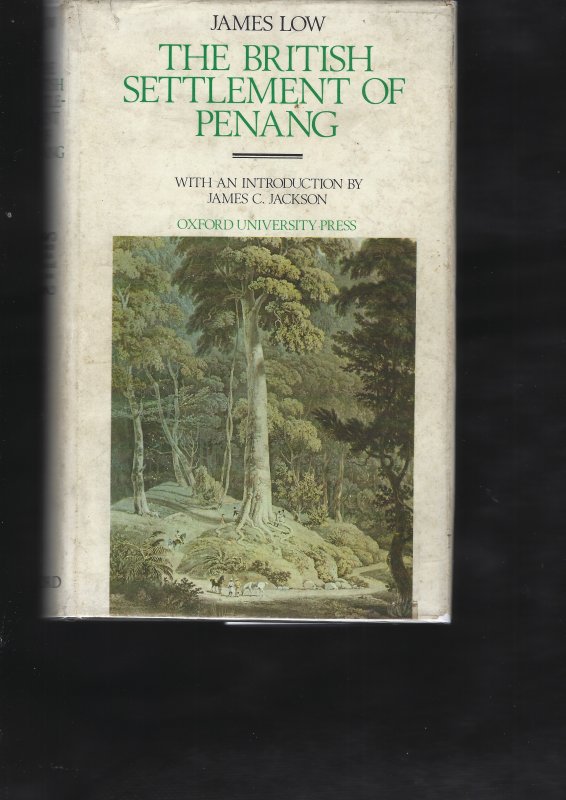 JAMES LOW
THE BRITISH
SETTLEMENT OF
PENANG
WITH AN INTRODUCTION BY
JAMES C. JACKSON
OXFORD UNIVERSITY PRESS